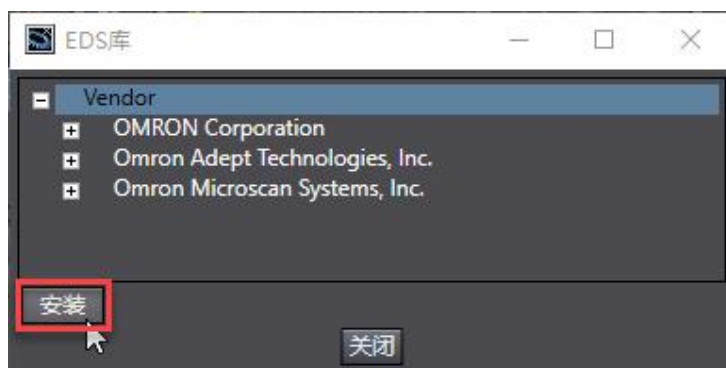 EDS库
Vendor
OMRON Corporation
Omron Adept Technologies, Inc.
Omron Microscan Systems, Inc.
安装
关闭